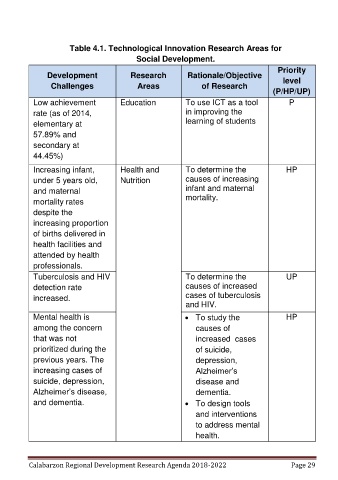 Table 4.1. Technological Innovation Research Areas for
Social Development.
Development
Challenges
Research
Areas
Rationale/Objective
of Research
Priority
level
(P/HP/UP)
Low achievement
rate (as of 2014,
elementary at
57.89% and
secondary at
44.45%)
Education
To use ICT as a tool
in improving the
learning of students
P
Increasing infant,
under 5 years old,
and maternal
mortality rates
despite the
increasing proportion
of births delivered in
health facilities and
attended by health
professionals.
Health and
Nutrition
To determine the
causes of increasing
infant and maternal
mortality.
HP
Tuberculosis and HIV
detection rate
increased.
To determine the
causes of increased
cases of tuberculosis
and HIV.
UP
Mental health is
among the concern
that was not
prioritized during the
previous years. The
increasing cases of
suicide, depression,
Alzheimer's disease,
and dementia.
• To study the
causes of
increased cases
of suicide,
depression,
Alzheimer's
disease and
dementia.
• To design tools
and interventions
to address mental
health.
HP
Calabarzon Regional Development Research Agenda 2018-2022 Page 29